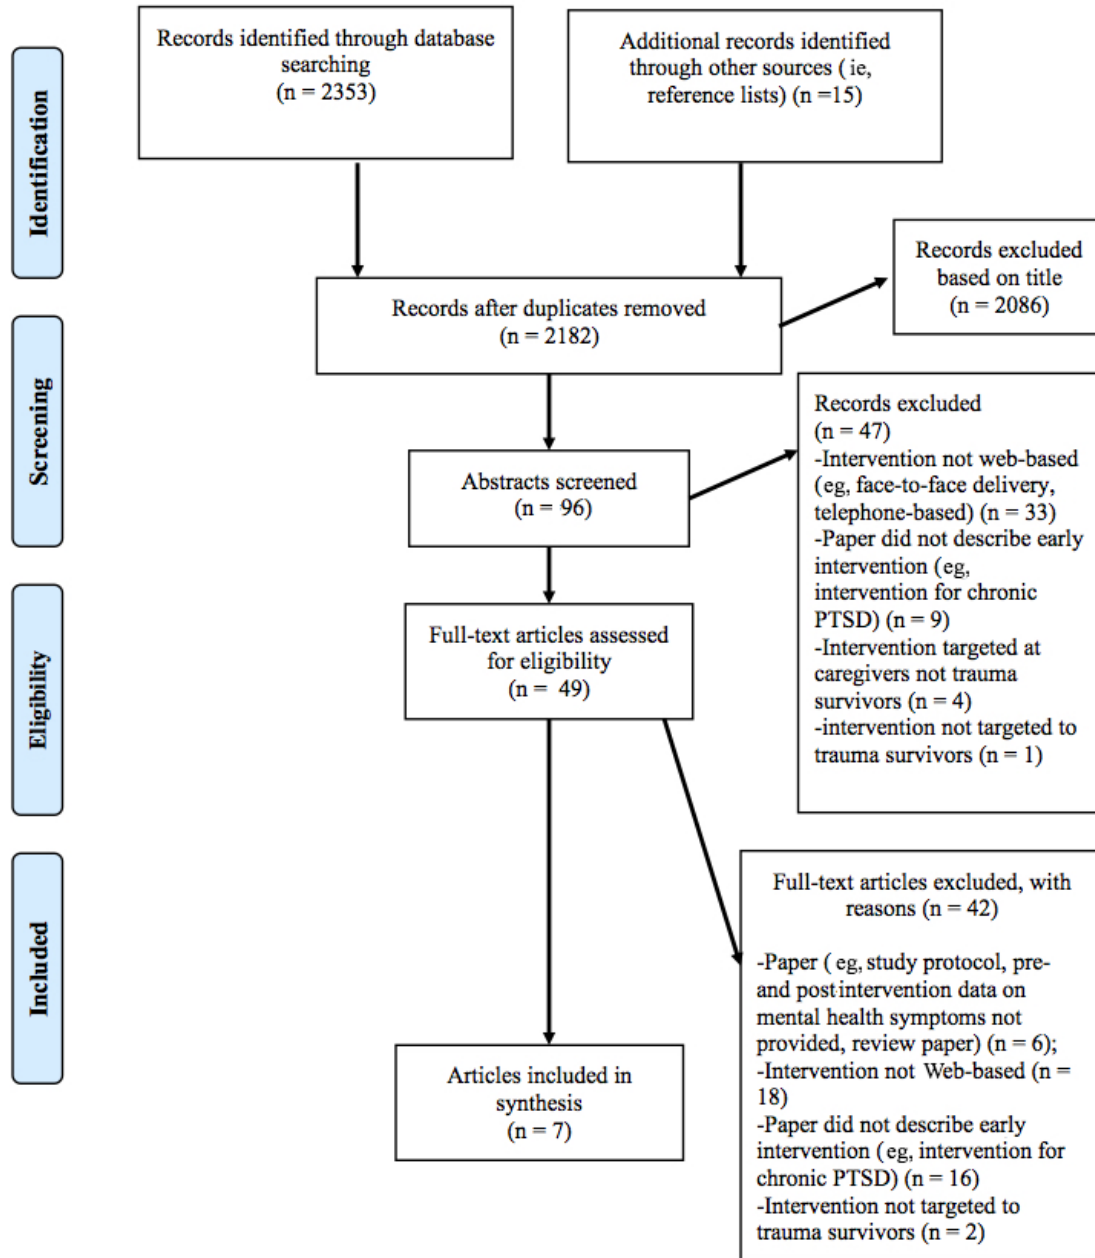 Records identified through database
searching
(n = 2353)
Additional records identified
through other sources ( ie,
reference lists) (n =15)
Identification
Records excluded
based on title
(n = 2086)
Records after duplicates removed
(n = 2182)
Screening
Records excluded
(n = 47)
-Intervention not web-based
(eg, face-to-face delivery,
telephone-based) (n = 33)
-Paper did not describe early
intervention (eg,
intervention for chronic
PTSD) (n = 9)
-Intervention targeted at
caregivers not trauma
survivors (n = 4)
-intervention not targeted to
trauma survivors (n = 1)
Abstracts screened
(n = 96)
Eligibility
Full-text articles assessed
for eligibility
(n = 49)
Full-text articles excluded, with
reasons (n = 42)
-Paper ( eg, study protocol, pre-
and post intervention data on
mental health symptoms not
provided, review paper) (n = 6);
-Intervention not Web-based (n =
18)
-Paper did not describe early
intervention (eg, intervention for
chronic PTSD) (n = 16)
-Intervention not targeted to
trauma survivors (n = 2)
Included
Articles included in
synthesis
(n = 7)